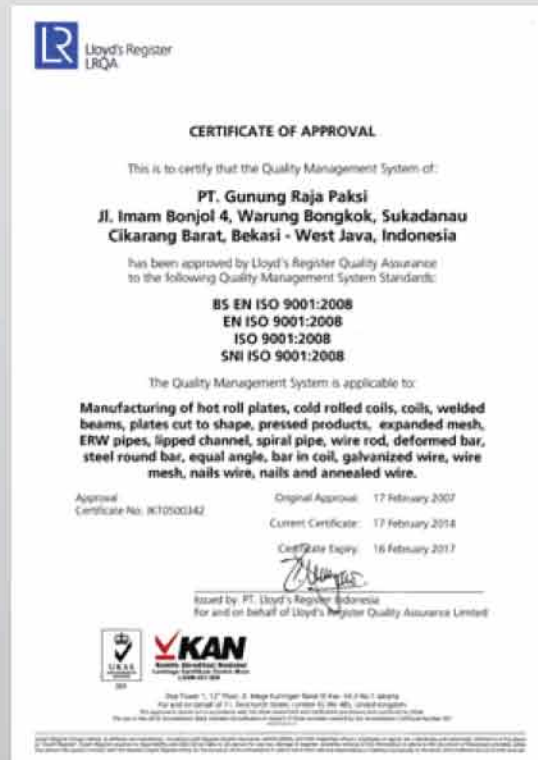 LR
Lloyd's Register
LRQA
CERTIFICATE OF APPROVAL
This is to certify that the Quality Management System of:
PT. Gunung Raja Paksi
Jl. Imam Bonjol 4, Warung Bongkok, Sukadanau
Cikarang Barat, Bekasi - West Java, Indonesia
has been approved by Lloyd's Register Quality Assurance
to the following Quality Management System Standards:
BS EN ISO 9001:2008
EN ISO 9001:2008
ISO 9001:2008
SNI ISO 9001:2008
The Quality Management System is applicable to:
Manufacturing of hot roll plates, cold rolled coils, coils, welded
beams, plates cut to shape, pressed products, expanded mesh,
ERW pipes, lipped channel, spiral pipe, wire rod, deformed bar,
steel round bar, equal angle, bar in coil, galvanized wire, wire
mesh, nails wire, nails and annealed wire.
Approval
Certificate No: JKT0500342
Original Approval: 17 February 2007
Current Certificate: 17 February 2014
Certificate Expiry: 16 February 2017
Issued by: PT. Lloyd's Register Indonesia
For and on behalf of Lloyd's Register Quality Assurance Limited
UKAS
KAN
Komite Akreditasi Nasional